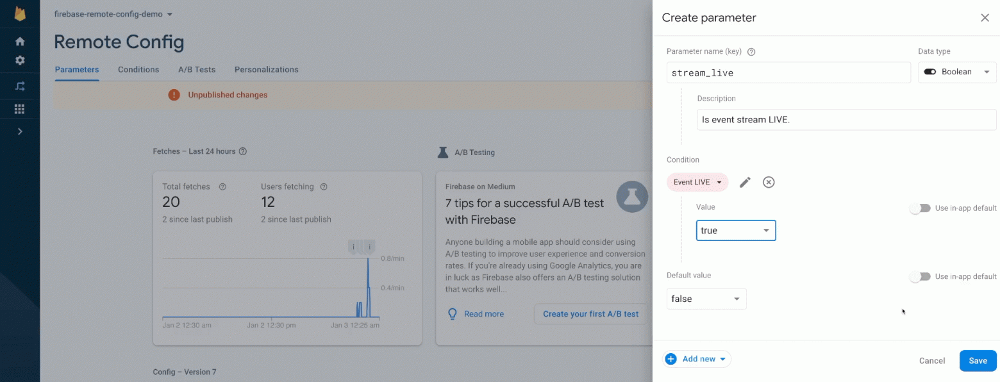 firebase-remote-config-demo
Remote Config
Parameters Conditions A/B Tests Personalizations
Unpublished changes
Fetches – Last 24 hours
Total fetches Users fetching
20 12
2 since last publish 2 since last publish
i i
0.8/min
0.4/min
Jan 2 12:30 am Jan 2 12:30 pm Jan 3 12:25 am
Config – Version 7
A/B Testing
Firebase on Medium
7 tips for a successful A/B test
with Firebase
Anyone building a mobile app should consider using
A/B testing to improve user experience and conversion
rates. If you're already using Google Analytics, you are
in luck as Firebase also offers an A/B testing solution
that works well...
Read more Create your first A/B test
Create parameter
Parameter name (key) Data type
stream_live Boolean
Description
Is event stream LIVE.
Condition
Event LIVE
Value Use in-app default
true
Default value Use in-app default
false
Add new Cancel Save